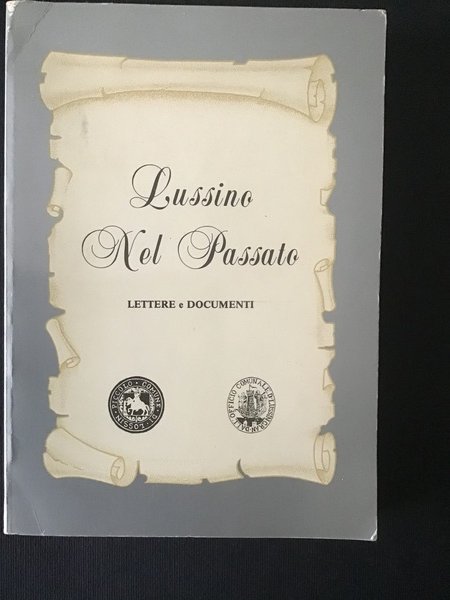 Lussino
Nel Passato
LETTERE e DOCUMENTI